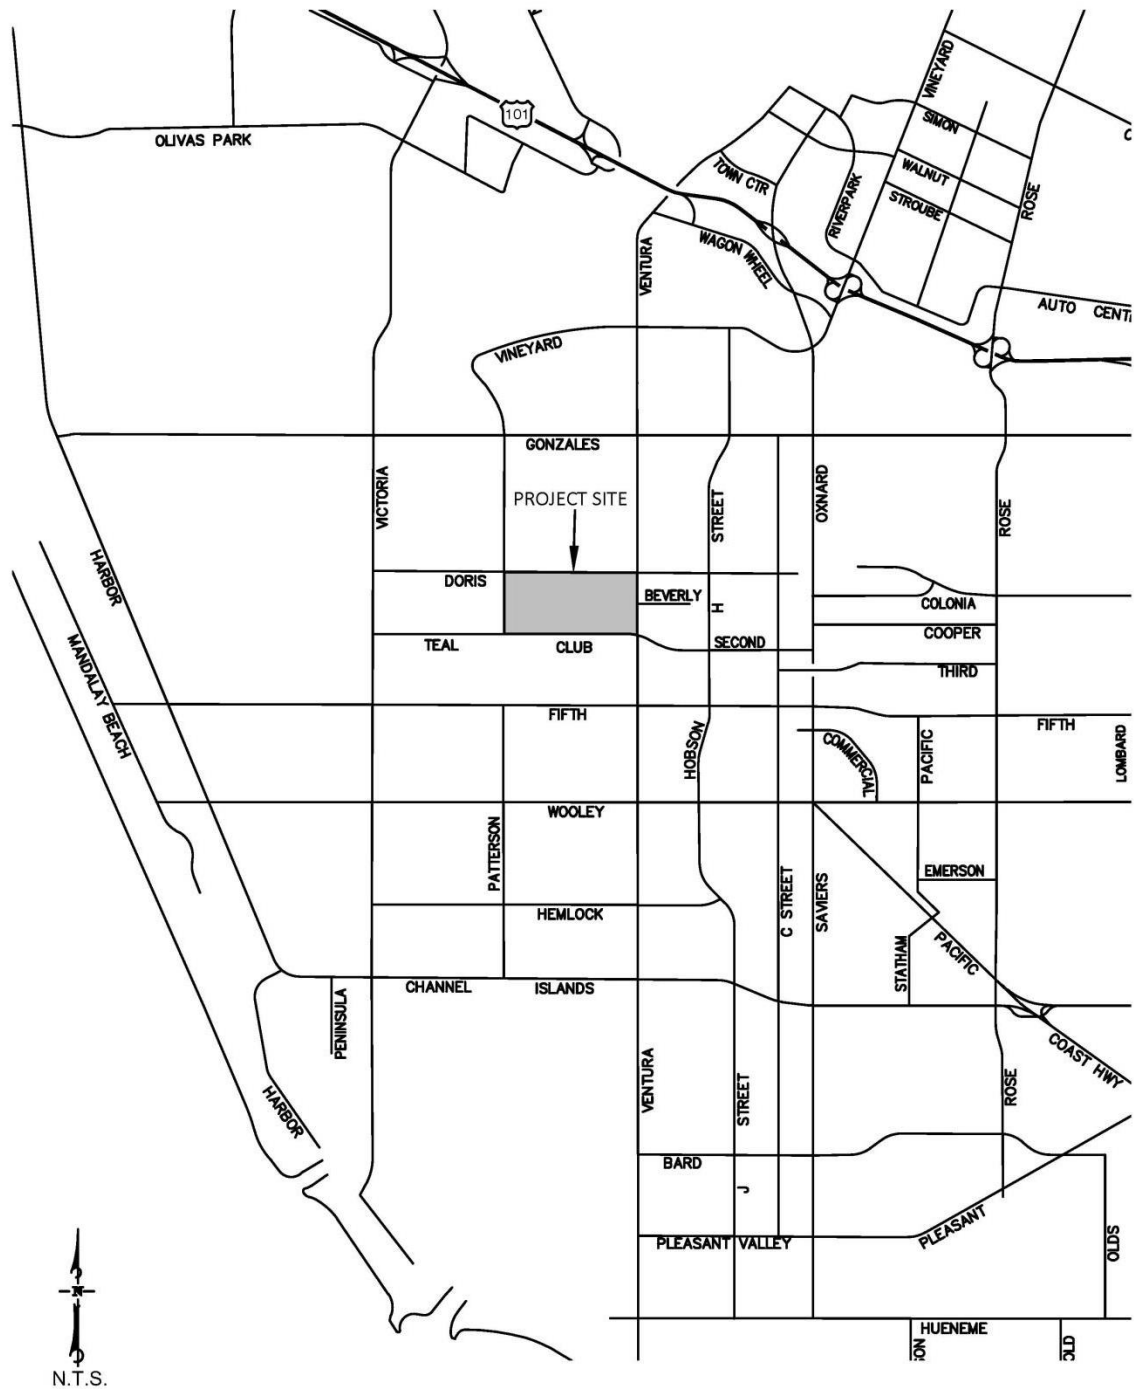 VINEYARD
101
SIMON
OLIVAS PARK
WALNUT
TOWN CTR
ROSE
RIVERPARK
STROUBE
VENTURA
WAGON WHEEL
AUTO CENT
VINEYARD
GONZALES
VICTORIA
PROJECT SITE
STREET
OXNARD
ROSE
HARBOR
DORIS
BEVERLY
H
COLONIA
COOPER
TEAL CLUB
SECOND
MANDALAY BEACH
THIRD
FIFTH
FIFTH
HOBSON
COMMERCIAL
PACIFIC
LOMBARD
WOOLEY
PATTERSON
EMERSON
C STREET
SAVIERS
HEMLOCK
STATHAM
PACIFIC
CHANNEL ISLANDS
PENINSULA
COAST HWY
HARBOR
VENTURA
STREET
ROSE
BARD
J
PLEASANT VALLEY
PLEASANT
OLDS
HUENEME
N
N.T.S.